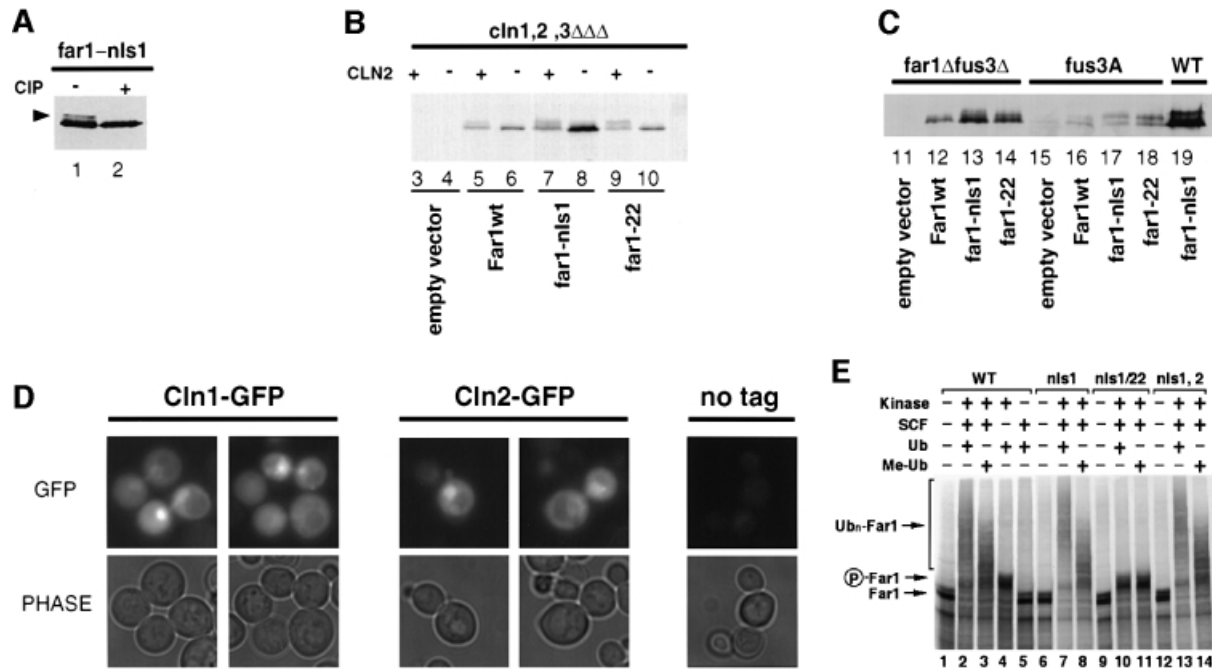 A
far1-nls1
CIP - +
1 2
B
cln1,2 ,3ΔΔΔ
CLN2 + - + - + - + -
3 4 5 6 7 8 9 10
empty vector
Far1wt
far1-nls1
far1-22
C
far1Δfus3Δ fus3A WT
11 12 13 14 15 16 17 18 19
empty vector
Far1wt
far1-nls1
far1-22
empty vector
Far1wt
far1-nls1
far1-22
far1-nls1
D
Cln1-GFP Cln2-GFP no tag
GFP
PHASE
E
WT nls1 nls1/22 nls1, 2
Kinase - + + + - - + + - + + - + +
SCF - + + - + - + + - + + - + +
Ub - + - + + - + - - + - - + -
Me-Ub - - + - - - - + - - + - - +
Ubn-Far1
P-Far1
Far1
1 2 3 4 5 6 7 8 9 10 11 12 13 14